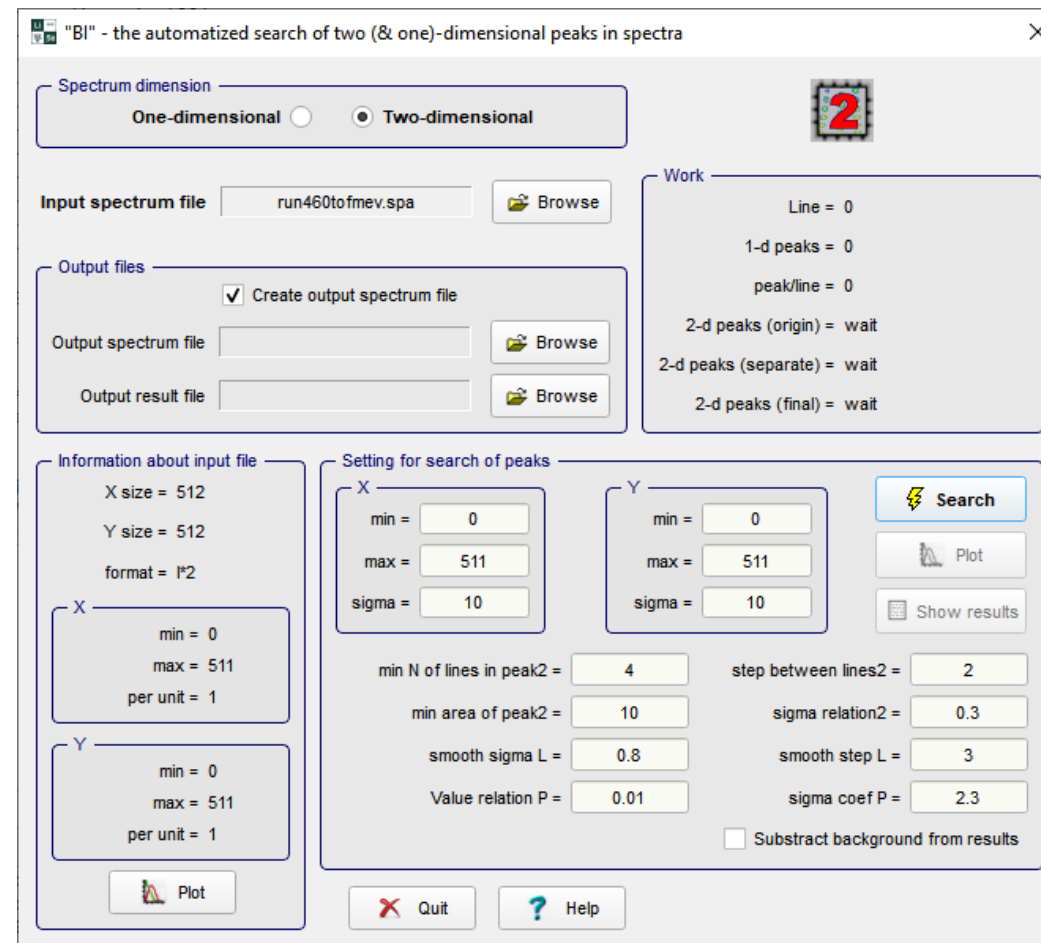 "BI" - the automatized search of two (& one)-dimensional peaks in spectra
Spectrum dimension
One-dimensional
Two-dimensional
2
Input spectrum file
run460tofmev.spa
Browse
Output files
Create output spectrum file
Output spectrum file
Browse
Output result file
Browse
Work
Line = 0
1-d peaks = 0
peak/line = 0
2-d peaks (origin) = wait
2-d peaks (separate) = wait
2-d peaks (final) = wait
Information about input file
X size = 512
Y size = 512
format = I*2
X
min = 0
max = 511
per unit = 1
Y
min = 0
max = 511
per unit = 1
Plot
Setting for search of peaks
X
min = 0
max = 511
sigma = 10
Y
min = 0
max = 511
sigma = 10
Search
Plot
Show results
min N of lines in peak2 = 4
step between lines2 = 2
min area of peak2 = 10
sigma relation2 = 0.3
smooth sigma L = 0.8
smooth step L = 3
Value relation P = 0.01
sigma coef P = 2.3
Substract background from results
Quit
Help